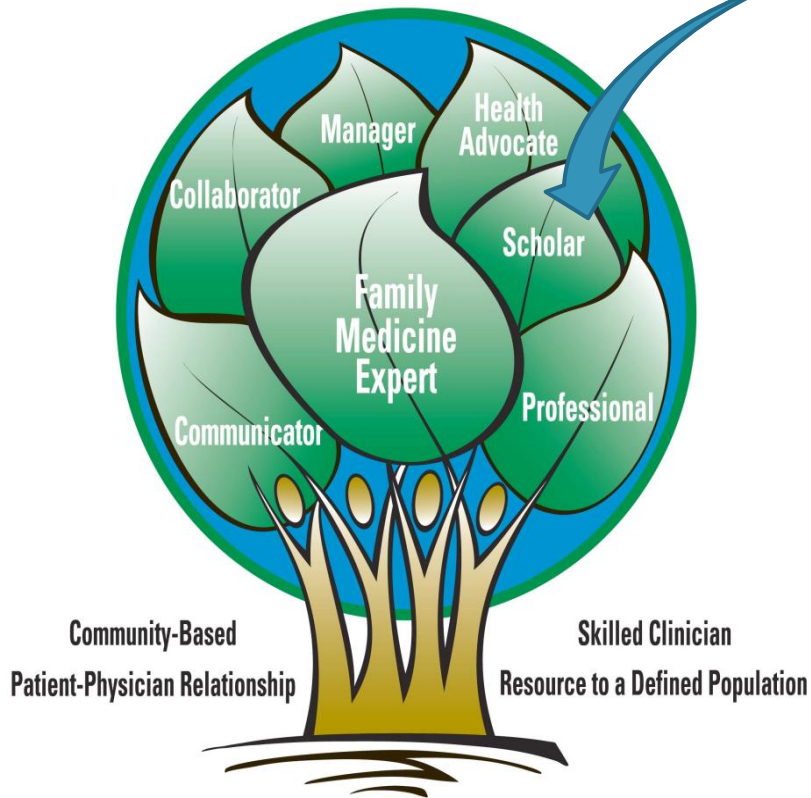 Manager
Health
Advocate
Collaborator
Scholar
Family
Medicine
Expert
Professional
Communicator
Community-Based
Patient-Physician Relationship
Skilled Clinician
Resource to a Defined Population